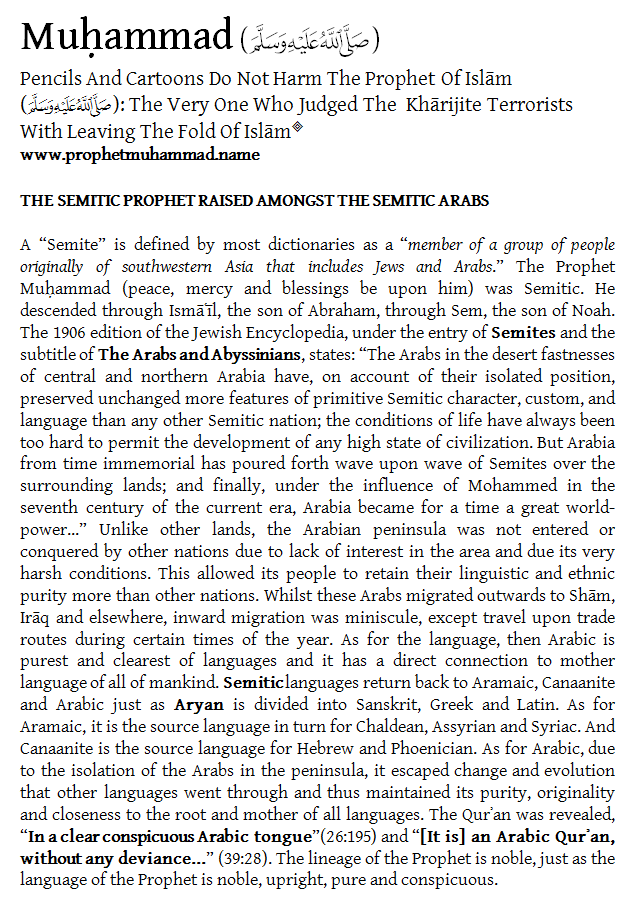 Muḥammad (صَلَّى اللَّهُ عَلَيْهِ وَسَلَّمَ)
Pencils And Cartoons Do Not Harm The Prophet Of Islām
(صَلَّى اللَّهُ عَلَيْهِ وَسَلَّمَ): The Very One Who Judged The Khārijite Terrorists
With Leaving The Fold Of Islām
www.prophetmuhammad.name
THE SEMITIC PROPHET RAISED AMONGST THE SEMITIC ARABS
A “Semite” is defined by most dictionaries as a “member of a group of people
originally of southwestern Asia that includes Jews and Arabs.” The Prophet
Muḥammad (peace, mercy and blessings be upon him) was Semitic. He
descended through Ismāʿīl, the son of Abraham, through Sem, the son of Noah.
The 1906 edition of the Jewish Encyclopedia, under the entry of Semites and the
subtitle of The Arabs and Abyssinians, states: “The Arabs in the desert fastnesses
of central and northern Arabia have, on account of their isolated position,
preserved unchanged more features of primitive Semitic character, custom, and
language than any other Semitic nation; the conditions of life have always been
too hard to permit the development of any high state of civilization. But Arabia
from time immemorial has poured forth wave upon wave of Semites over the
surrounding lands; and finally, under the influence of Mohammed in the
seventh century of the current era, Arabia became for a time a great world-
power...” Unlike other lands, the Arabian peninsula was not entered or
conquered by other nations due to lack of interest in the area and due its very
harsh conditions. This allowed its people to retain their linguistic and ethnic
purity more than other nations. Whilst these Arabs migrated outwards to Shām,
Irāq and elsewhere, inward migration was miniscule, except travel upon trade
routes during certain times of the year. As for the language, then Arabic is
purest and clearest of languages and it has a direct connection to mother
language of all of mankind. Semitic languages return back to Aramaic, Canaanite
and Arabic just as Aryan is divided into Sanskrit, Greek and Latin. As for
Aramaic, it is the source language in turn for Chaldean, Assyrian and Syriac. And
Canaanite is the source language for Hebrew and Phoenician. As for Arabic, due
to the isolation of the Arabs in the peninsula, it escaped change and evolution
that other languages went through and thus maintained its purity, originality
and closeness to the root and mother of all languages. The Qurʾan was revealed,
“In a clear conspicuous Arabic tongue”(26:195) and “[It is] an Arabic Qurʾan,
without any deviance...” (39:28). The lineage of the Prophet is noble, just as the
language of the Prophet is noble, upright, pure and conspicuous.